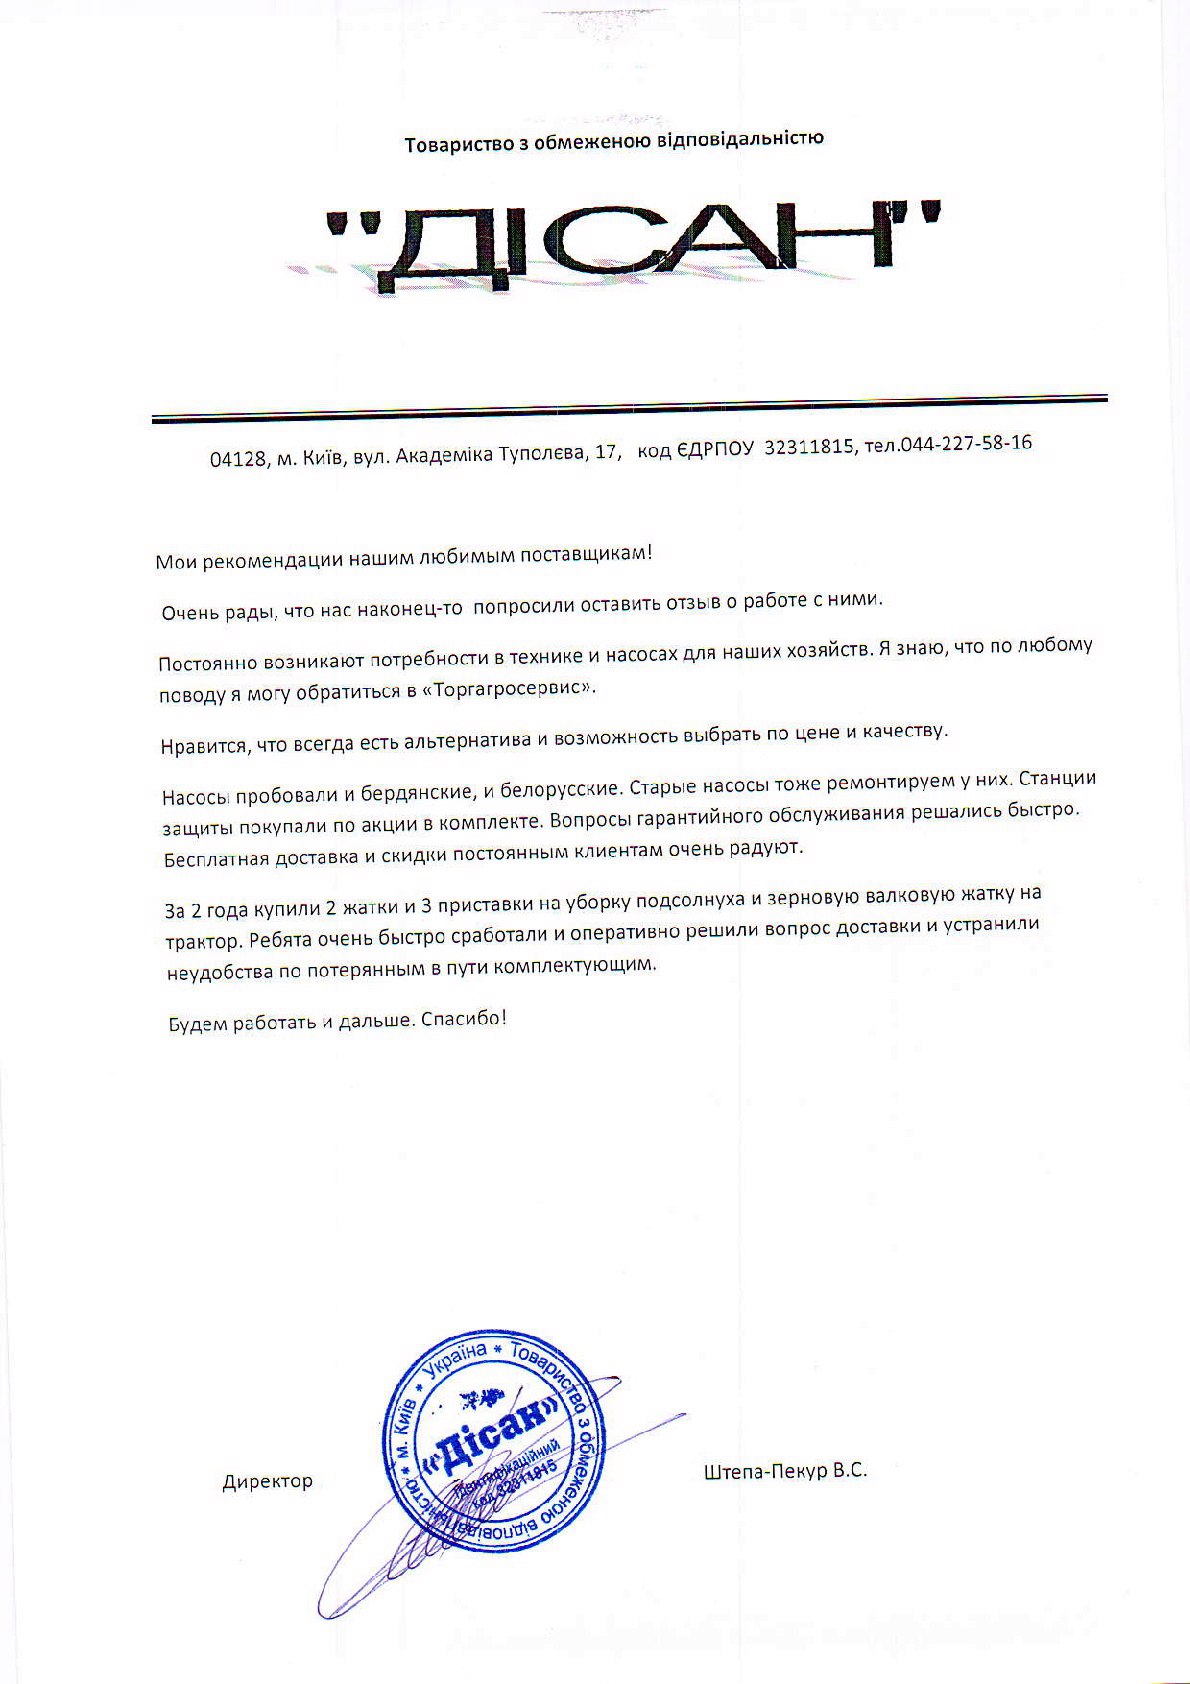 Товариство з обмеженою відповідальністю
"ДІСАН"
04128, м. Київ, вул. Академіка Туполєва, 17, код ЄДРПОУ 32311815, тел.044-227-58-16
Мои рекомендации нашим любимым поставщикам!
Очень рады, что нас наконец-то попросили оставить отзыв о работе с ними.
Постоянно возникают потребности в технике и насосах для наших хозяйств. Я знаю, что по любому
поводу я могу обратиться в «Торгагросервис».
Нравится, что всегда есть альтернатива и возможность выбрать по цене и качеству.
Насосы пробовали и бердянские, и белорусские. Старые насосы тоже ремонтируем у них. Станции
защиты покупали по акции в комплекте. Вопросы гарантийного обслуживания решались быстро.
Бесплатная доставка и скидки постоянным клиентам очень радуют.
За 2 года купили 2 жатки и 3 приставки на уборку подсолнуха и зерновую валковую жатку на
трактор. Ребята очень быстро сработали и оперативно решили вопрос доставки и устранили
неудобства по потерянным в пути комплектующим.
Будем работать и дальше. Спасибо!
Директор
Штепа-Пекур В.С.
* м. Київ * Україна * Товариство з обмеженою відповідальністю
«Дісан»
Ідентифікаційний
код 32311815